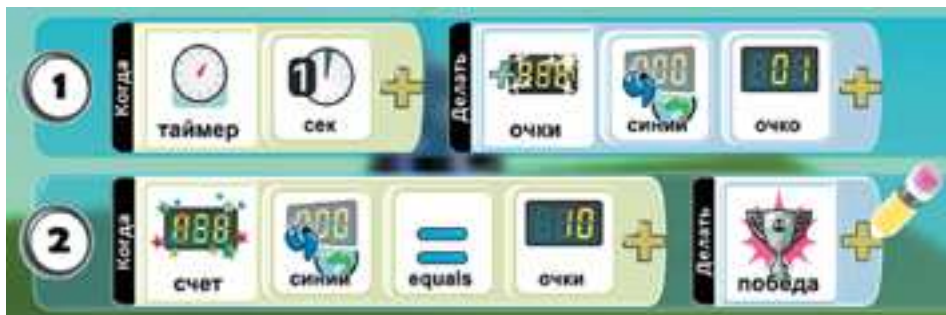 1 Когда таймер 1 сек Делать очки синий 01 очко
2 Когда счет синий equals 10 очки Делать победа